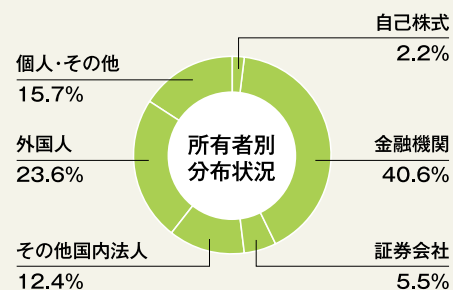 自己株式
2.2%
個人・その他
15.7%
外国人
23.6%
所有者別
分布状況
金融機関
40.6%
その他国内法人
12.4%
証券会社
5.5%